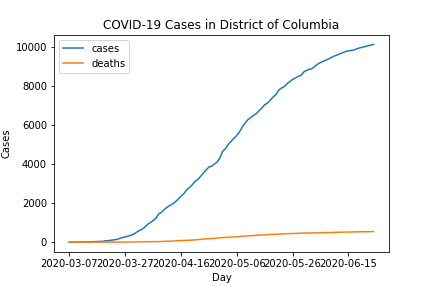 COVID-19 Cases in District of Columbia
cases
deaths
10000
8000
6000
4000
2000
0
Cases
2020-03-07 2020-03-27 2020-04-16 2020-05-06 2020-05-26 2020-06-15
Day